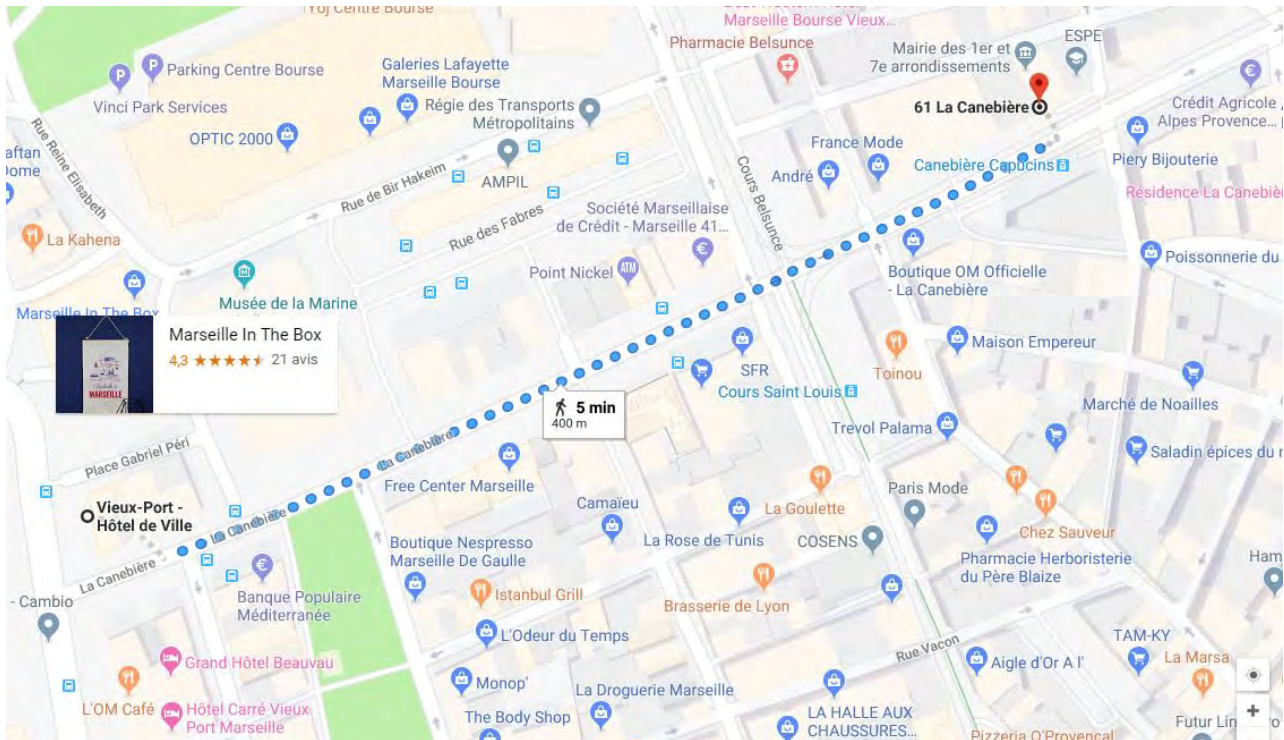 Yoj Centre Bourse
Marseille Bourse Vieux...
Pharmacie Belsunce
ESPE
Mairie des 1er et
7e arrondissements
Parking Centre Bourse
Galeries Lafayette
Marseille Bourse
Vinci Park Services
Régie des Transports
Métropolitains
61 La Canebière
Crédit Agricole
Alpes Provence...
OPTIC 2000
Rue Reine Elisabeth
France Mode
Piery Bijouterie
AMPIL
Rue de Bir Hakeim
Cours Belsunce
André
Canebière Capucins
Résidence La Canebièr
Rue des Fabres
Société Marseillaise
de Crédit - Marseille 41...
La Kahena
Point Nickel
ATM
Boutique OM Officielle
- La Canebière
Poissonnerie du
Musée de la Marine
Marseille In The Box
Marseille In The Box
4,3
21 avis
MARSEILLE
SFR
Toinou
Maison Empereur
Cours Saint Louis
Marché de Noailles
5 min
400 m
Trevol Palama
Saladin épices du
Place Gabriel Péri
La Canebière
Free Center Marseille
Vieux-Port -
Hôtel de Ville
La Canebière
Camaïeu
La Goulette
Paris Mode
Chez Sauveur
La Canebière
Boutique Nespresso
Marseille De Gaulle
La Rose de Tunis
COSENS
Pharmacie Herboristerie
du Père Blaize
Ham
- Cambio
Banque Populaire
Méditerranée
Istanbul Grill
Brasserie de Lyon
L'Odeur du Temps
Rue Vacon
TAM-KY
Grand Hôtel Beauvau
Aigle d'Or A l'
La Marsa
Monop'
La Droguerie Marseille
L'OM Café
Hôtel Carré Vieux
Port Marseille
The Body Shop
LA HALLE AUX
CHAUSSURES...
Futur Lin
Pizzeria O'Provençal